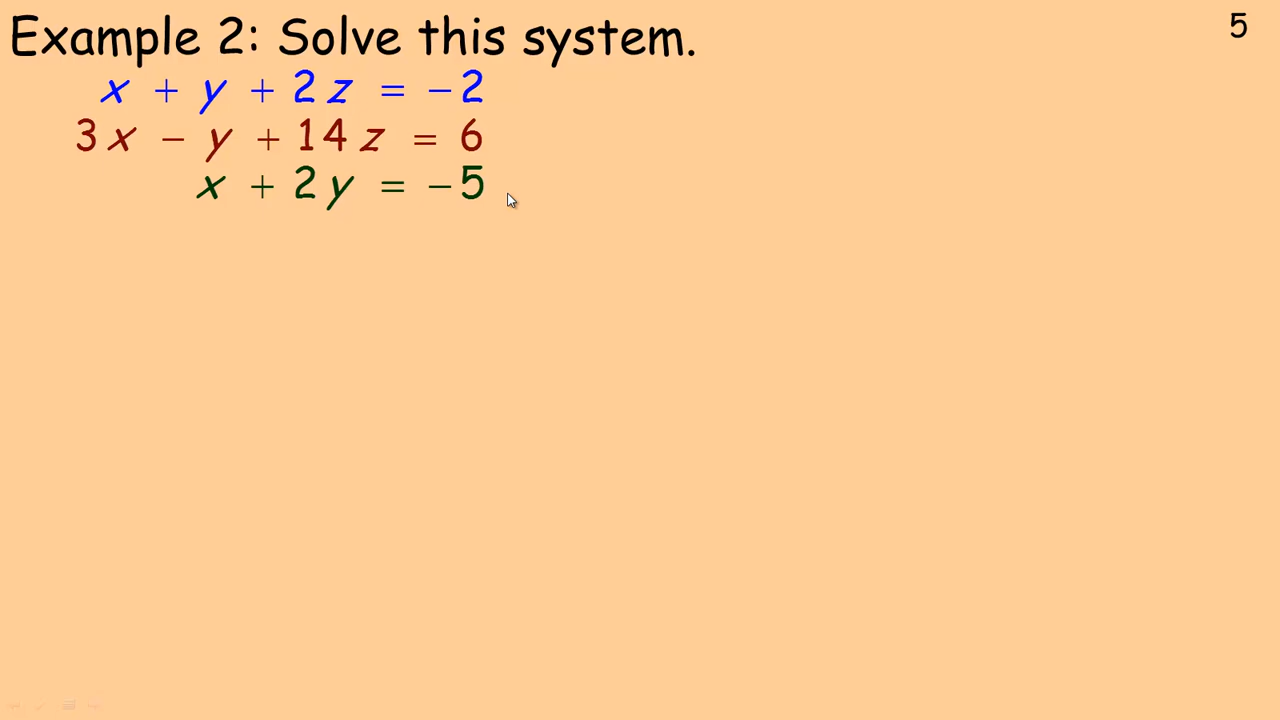 Example 2: Solve this system.
5
x + y + 2z = −2
3x − y + 14z = 6
x + 2y = −5